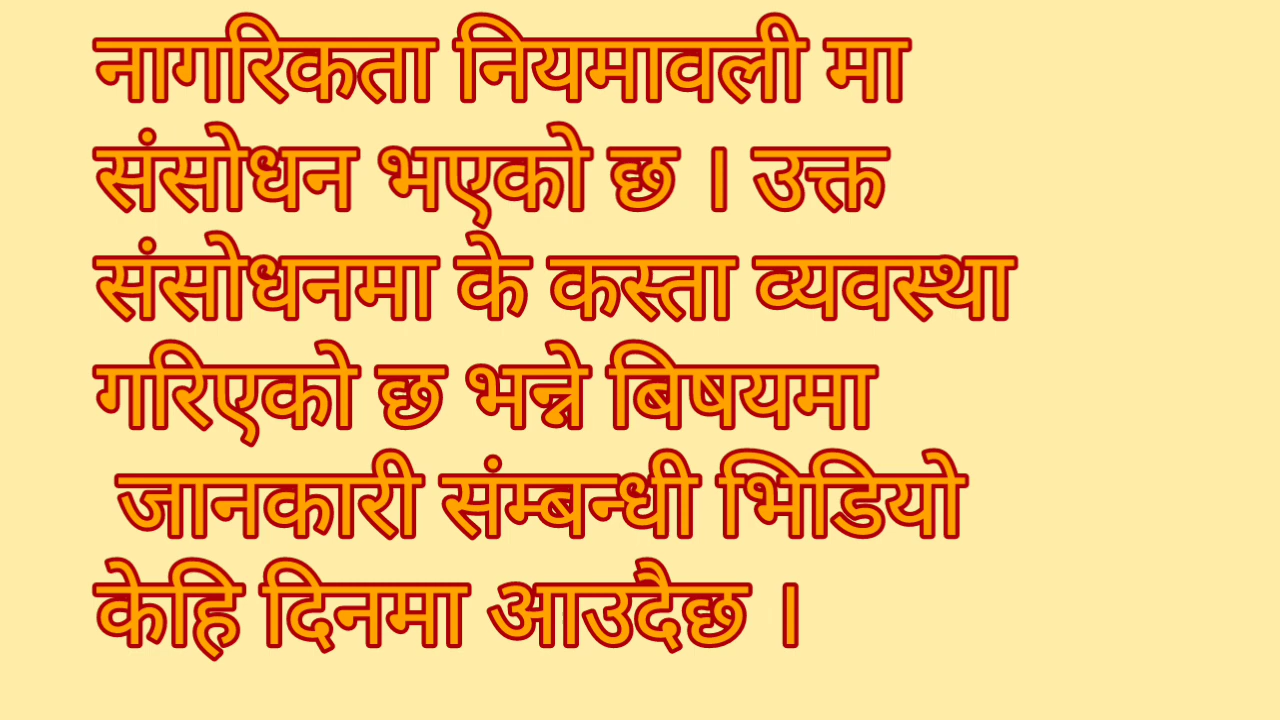 नागरिकता नियमावली मा
संसोधन भएको छ । उक्त
संसोधनमा के कस्ता व्यवस्था
गरिएको छ भन्ने बिषयमा
जानकारी संम्बन्धी भिडियो
केहि दिनमा आउदैछ ।